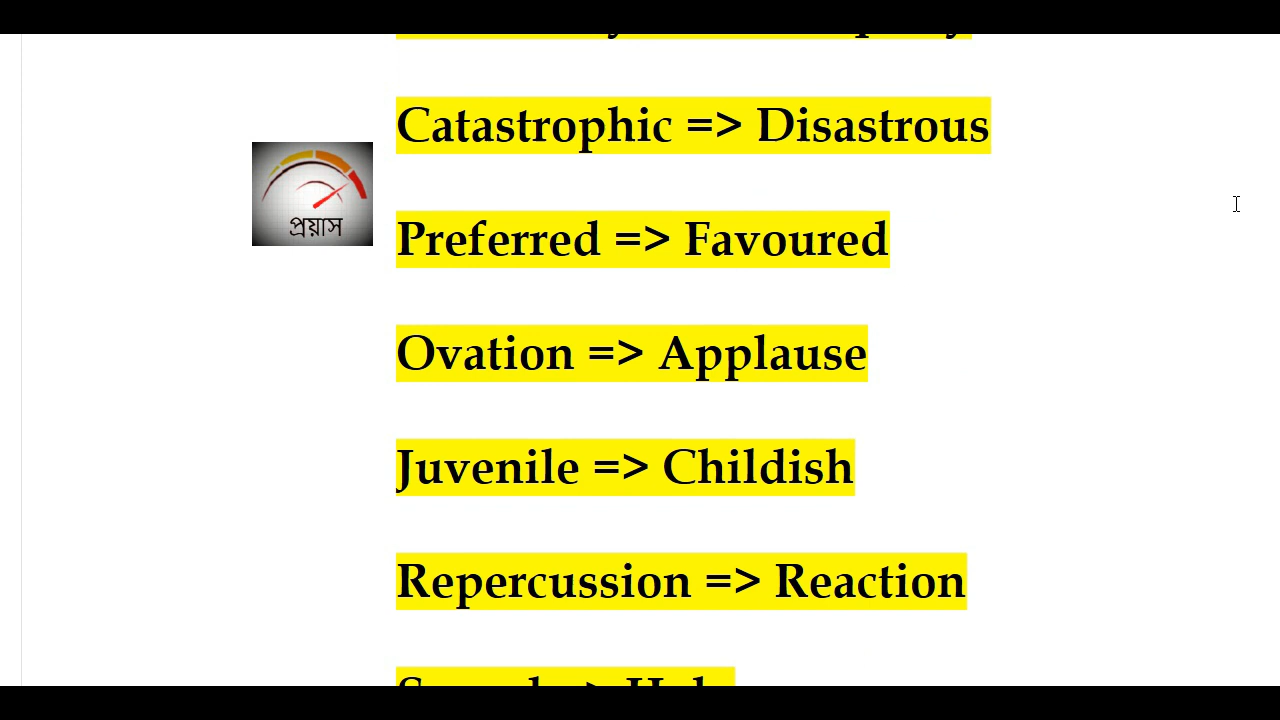 Catastrophic => Disastrous
প্রয়াস
Preferred => Favoured
Ovation => Applause
Juvenile => Childish
Repercussion => Reaction